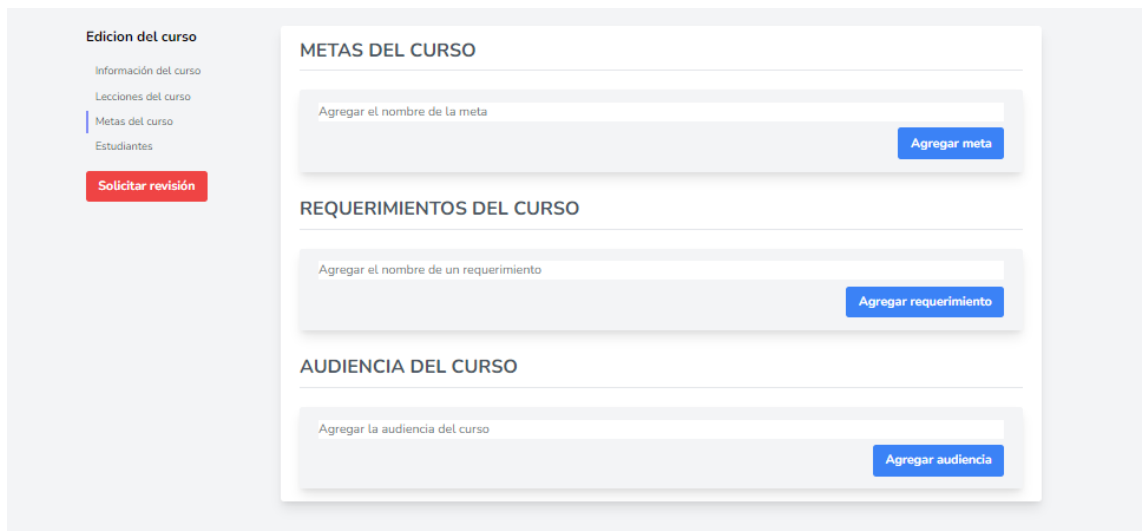 Edicion del curso
Información del curso
Lecciones del curso
Metas del curso
Estudiantes
Solicitar revisión
METAS DEL CURSO
Agregar el nombre de la meta
Agregar meta
REQUERIMIENTOS DEL CURSO
Agregar el nombre de un requerimiento
Agregar requerimiento
AUDIENCIA DEL CURSO
Agregar la audiencia del curso
Agregar audiencia